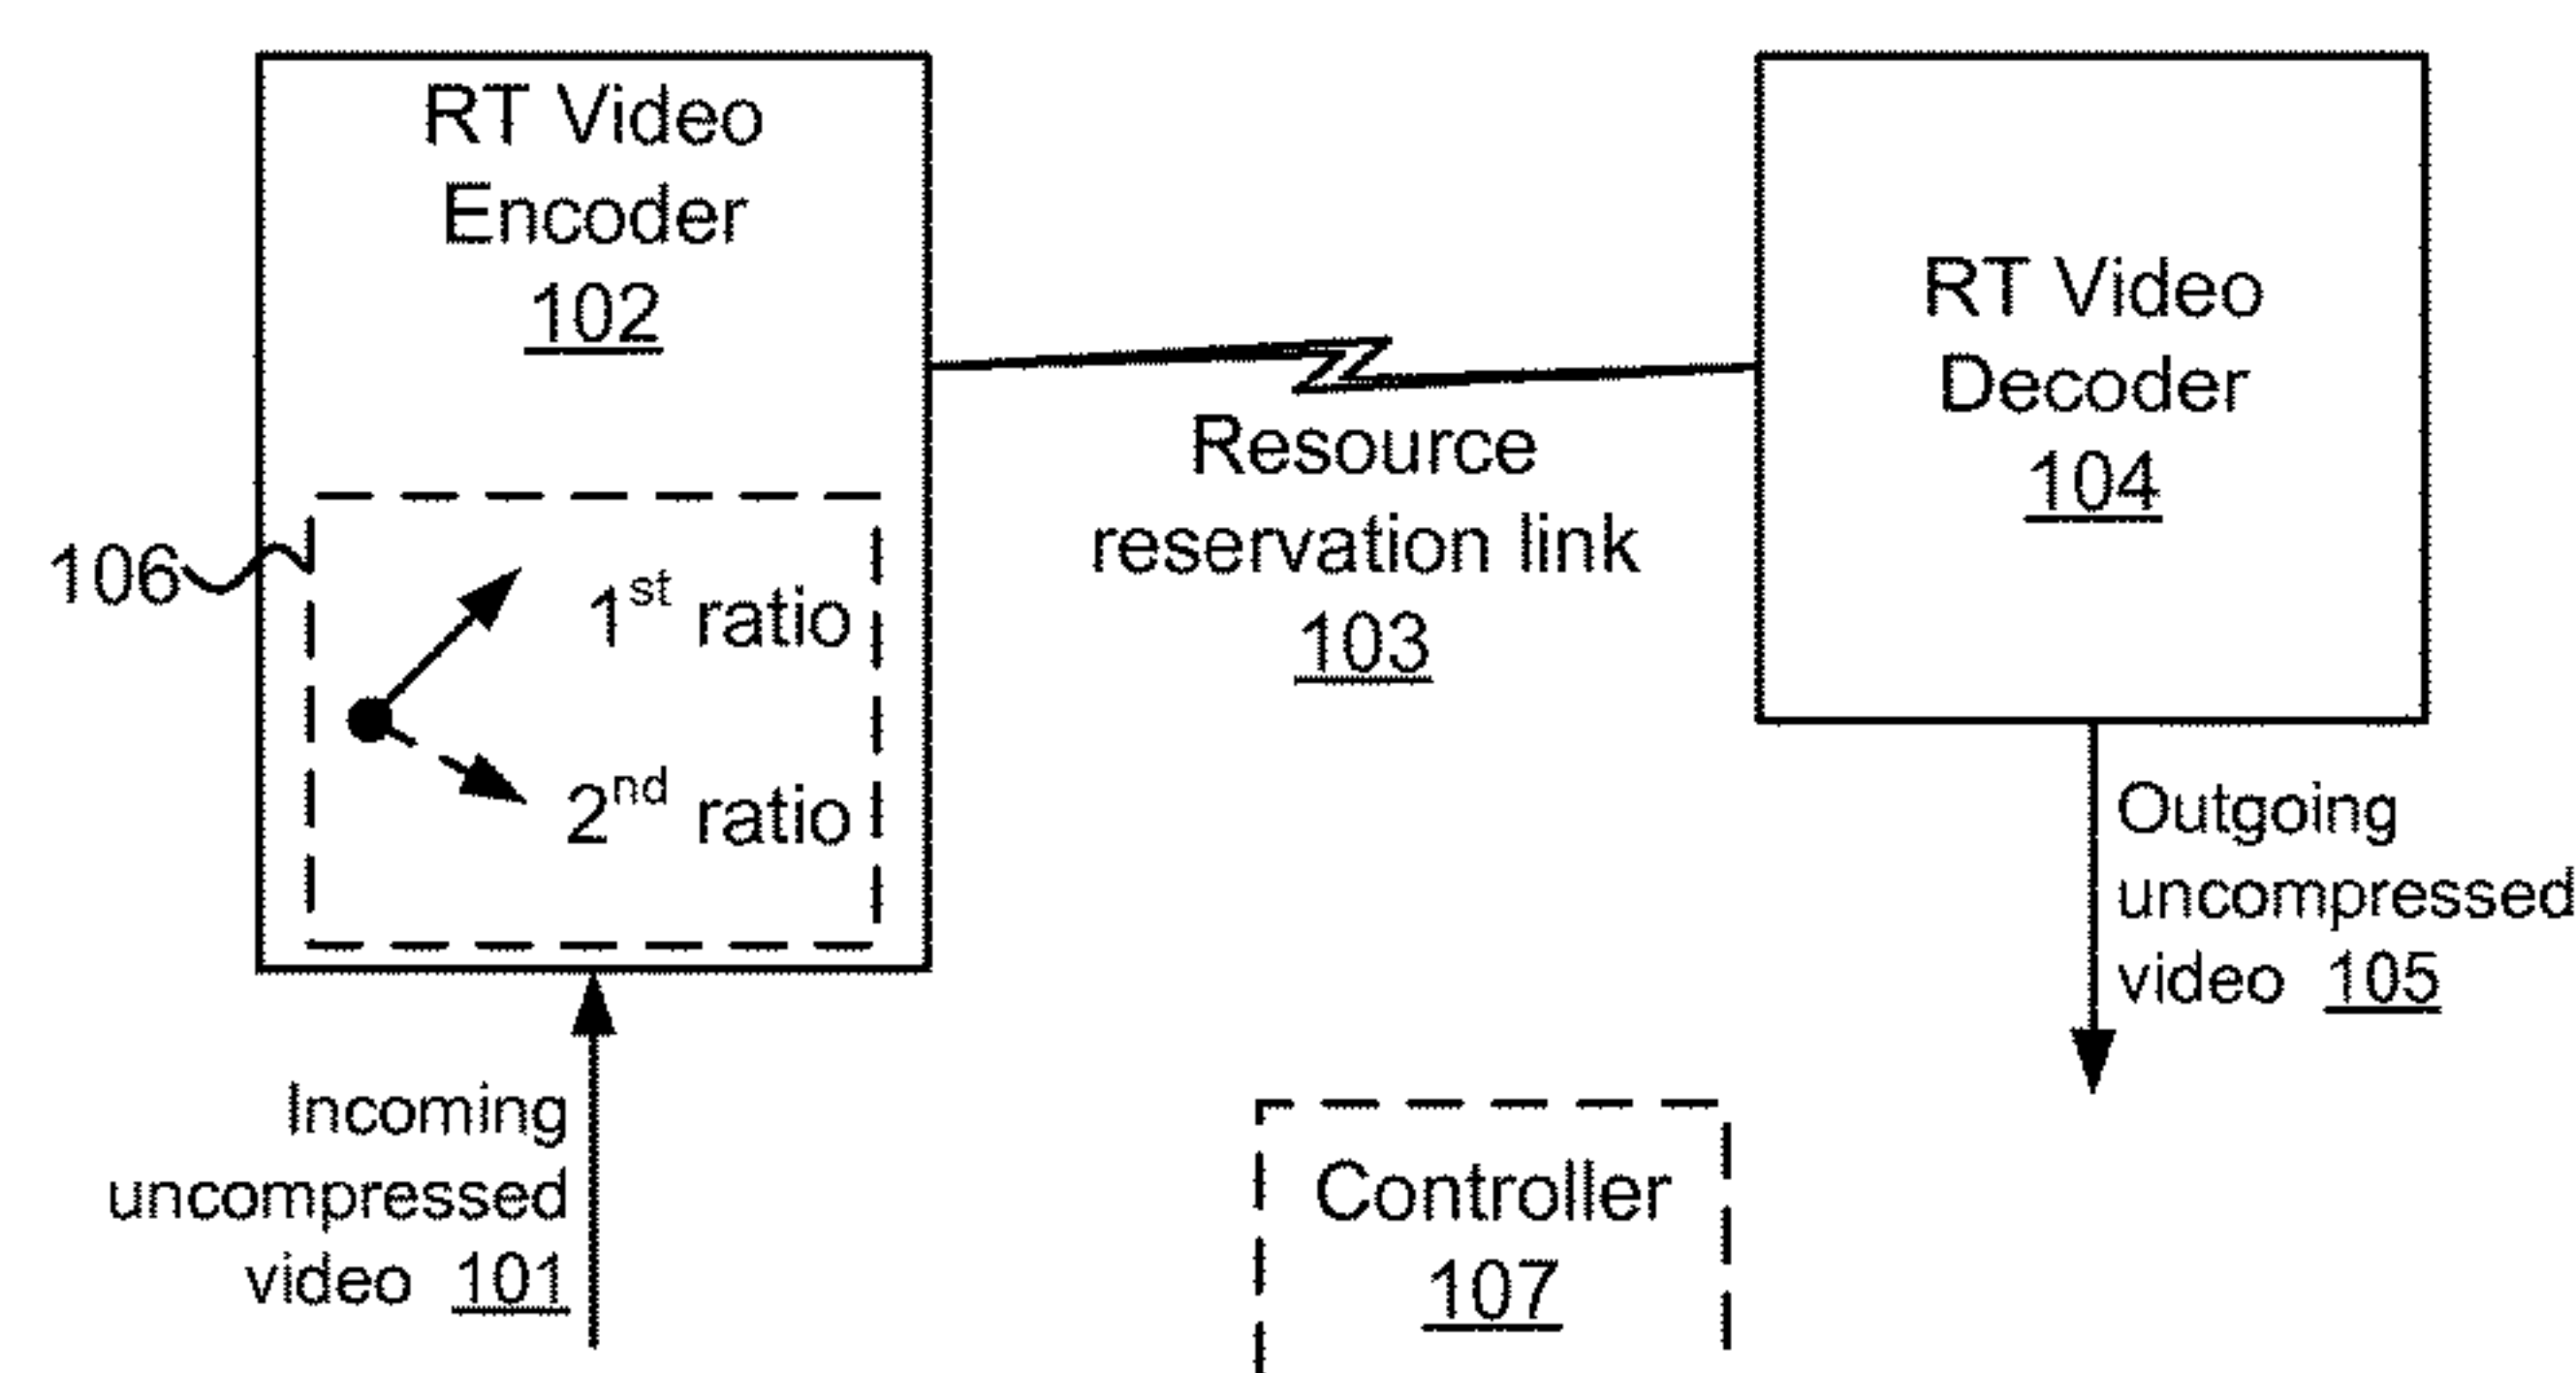 RT Video
Encoder
102
106
1st ratio
2nd ratio
Incoming
uncompressed
video 101
Resource
reservation link
103
RT Video
Decoder
104
Outgoing
uncompressed
video 105
Controller
107